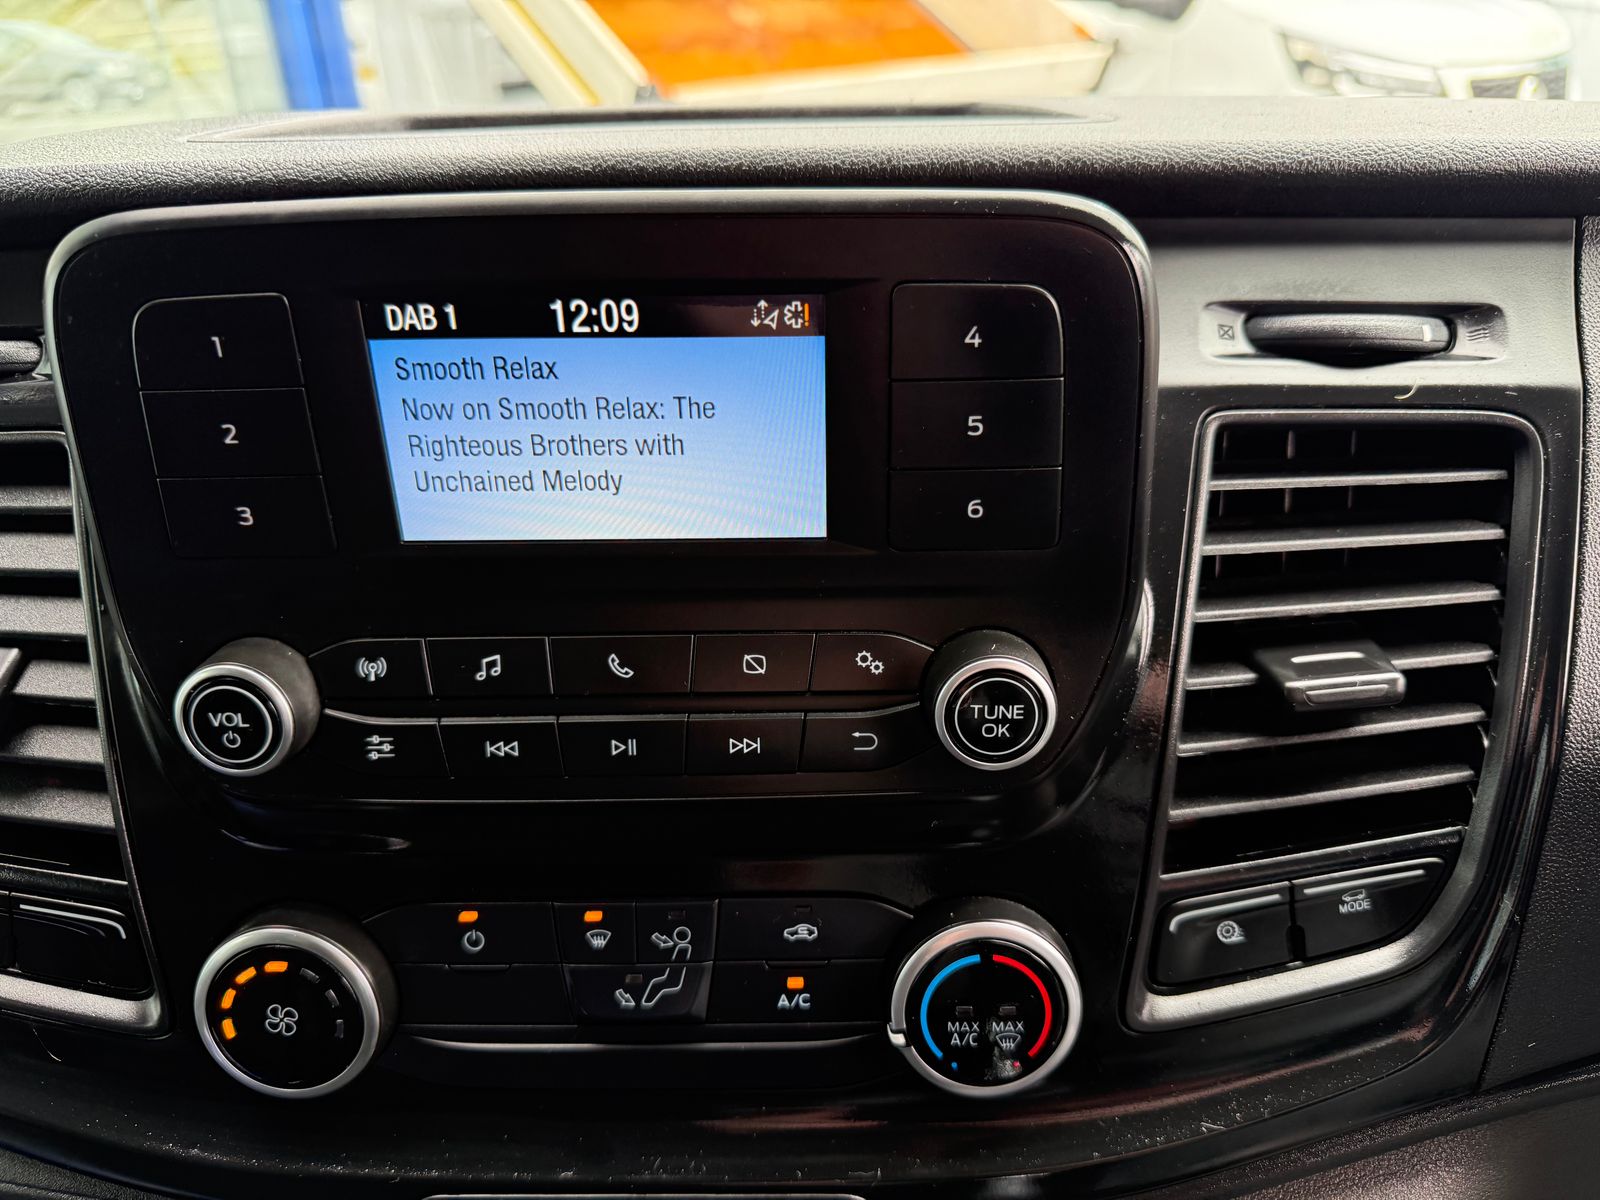 DAB 1 12:09
Smooth Relax
Now on Smooth Relax: The
Righteous Brothers with
Unchained Melody
1
2
3
4
5
6
VOL
TUNE
OK
A/C
MAX
A/C
MAX
MODE